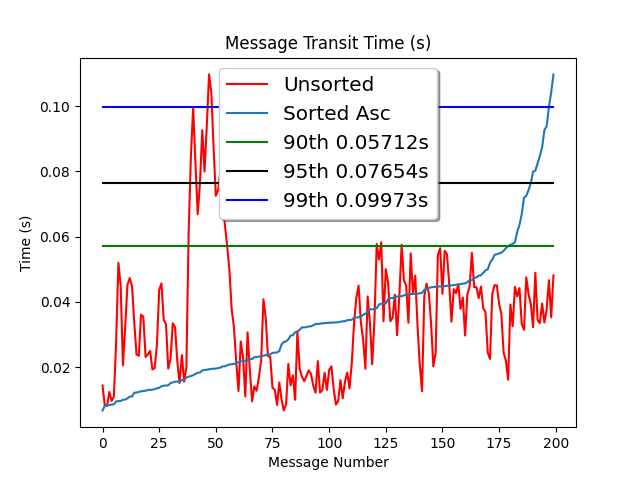 Message Transit Time (s)
Unsorted
Sorted Asc
90th 0.05712s
95th 0.07654s
99th 0.09973s
Time (s)
0.10
0.08
0.06
0.04
0.02
0 25 50 75 100 125 150 175 200
Message Number